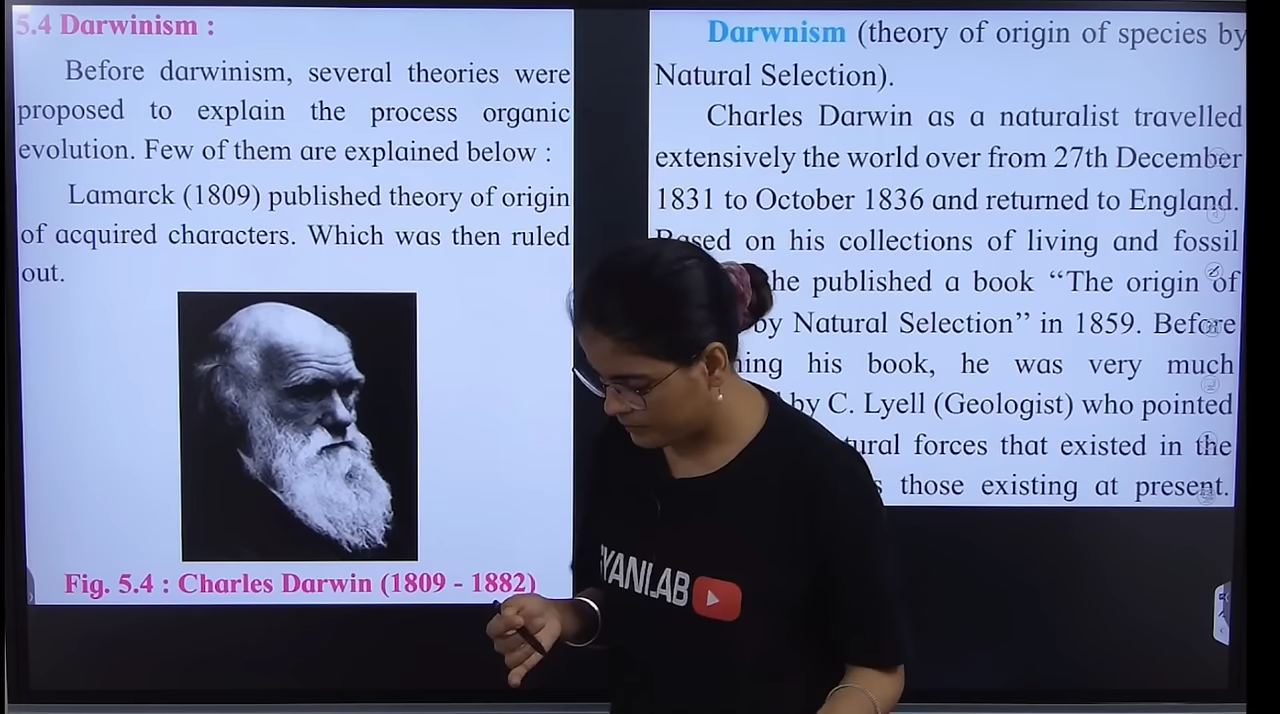 5.4 Darwinism :
Before darwinism, several theories were
proposed to explain the process organic
evolution. Few of them are explained below :
Lamarck (1809) published theory of origin
of acquired characters. Which was then ruled
out.
Fig. 5.4 : Charles Darwin (1809 - 1882)
Darwnism (theory of origin of species by
Natural Selection).
Charles Darwin as a naturalist travelled
extensively the world over from 27th December
1831 to October 1836 and returned to England.
Based on his collections of living and fossil
he published a book “The origin of
by Natural Selection” in 1859. Before
his book, he was very much
by C. Lyell (Geologist) who pointed
forces that existed in the
those existing at present.
GYANLAB